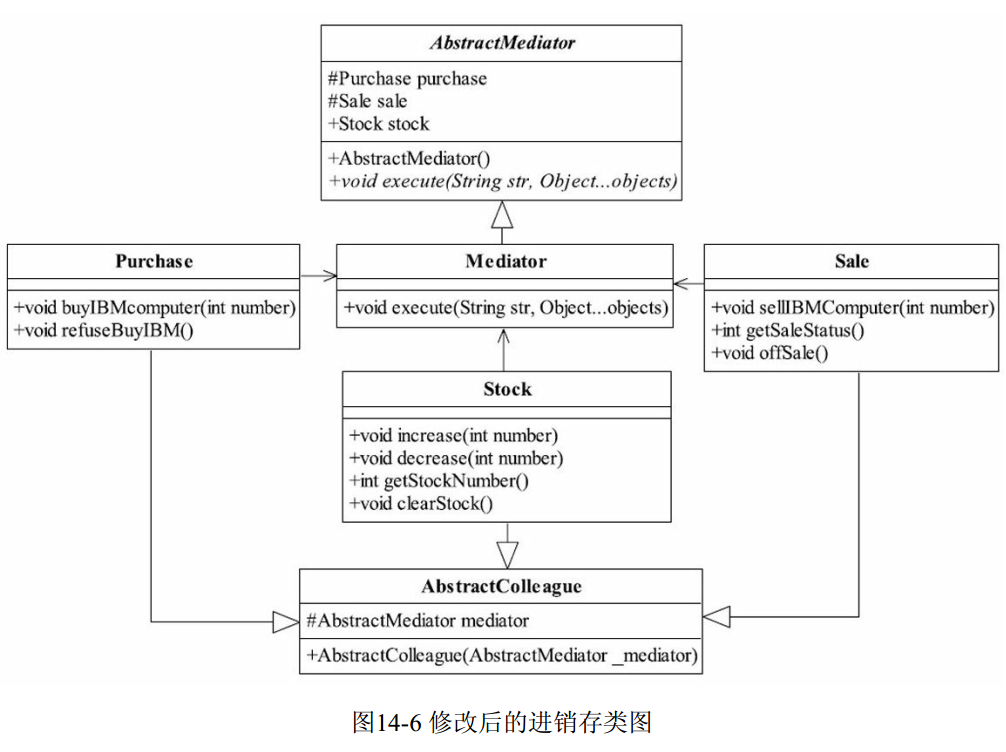 AbstractMediator
#Purchase purchase
#Sale sale
+Stock stock
+AbstractMediator()
+void execute(String str, Object...objects)
Purchase
+void buyIBMcomputer(int number)
+void refuseBuyIBM()
Mediator
+void execute(String str, Object...objects)
Sale
+void sellIBMComputer(int number)
+int getSaleStatus()
+void offSale()
Stock
+void increase(int number)
+void decrease(int number)
+int getStockNumber()
+void clearStock()
AbstractColleague
#AbstractMediator mediator
+AbstractColleague(AbstractMediator _mediator)
图14-6 修改后的进销存类图